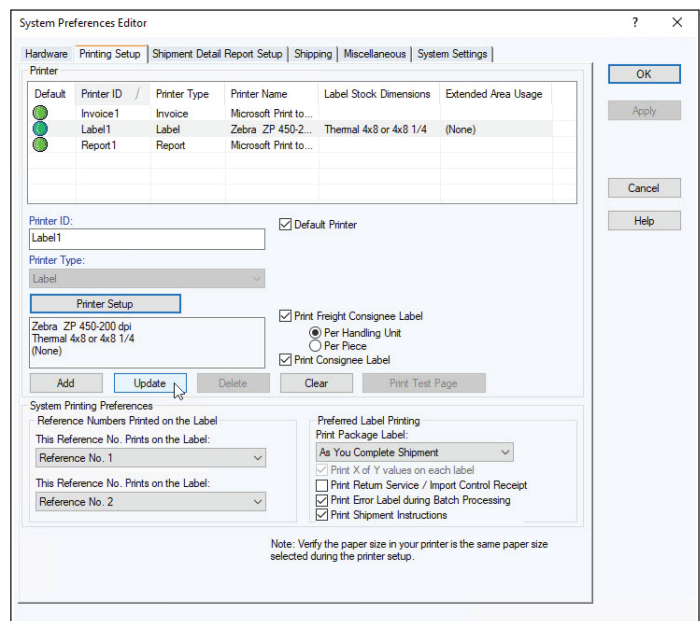 System Preferences Editor ? X
Hardware Printing Setup Shipment Detail Report Setup Shipping Miscellaneous System Settings
Printer
OK
Default Printer ID / Printer Type Printer Name Label Stock Dimensions Extended Area Usage
Invoice1 Invoice Microsoft Print to...
Apply
Label1 Label Zebra ZP 450-2... Thermal 4x8 or 4x8 1/4 (None)
Report1 Report Microsoft Print to...
Cancel
Printer ID:
Default Printer
Help
Label1
Printer Type:
Label
Printer Setup
Print Freight Consignee Label
Zebra ZP 450-200 dpi
Thermal 4x8 or 4x8 1/4
(None)
Per Handling Unit
Per Piece
Print Consignee Label
Add Update Delete Clear Print Test Page
System Printing Preferences
Reference Numbers Printed on the Label
This Reference No. Prints on the Label:
Reference No. 1
This Reference No. Prints on the Label:
Reference No. 2
Preferred Label Printing
Print Package Label:
As You Complete Shipment
Print X of Y values on each label
Print Return Service / Import Control Receipt
Print Error Label during Batch Processing
Print Shipment Instructions
Note: Verify the paper size in your printer is the same paper size
selected during the printer setup.